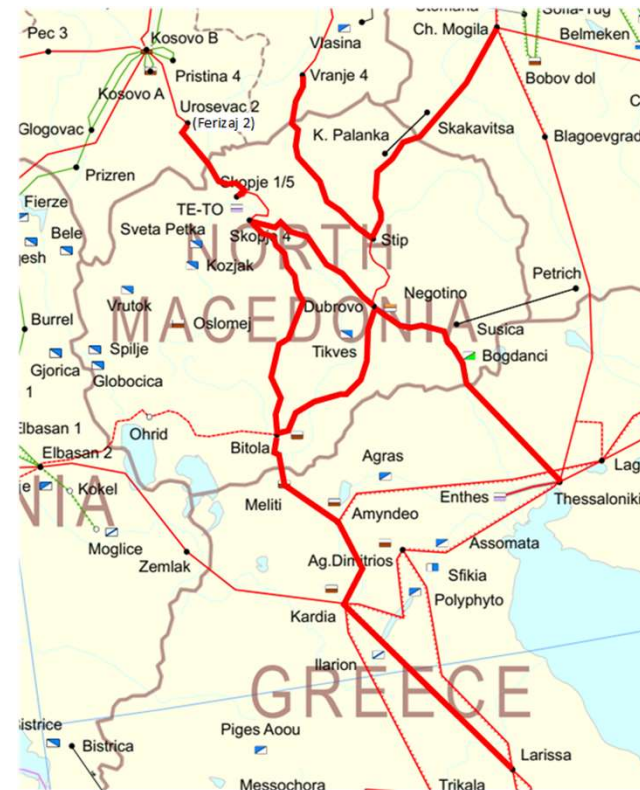 Sofia-Yug
Pec 3
Kosovo B
Vlasina
Ch. Mogila
Belmeken
Kosovo A
Pristina 4
Vranje 4
Bobov dol
Urosevac 2
(Ferizaj 2)
Glogovac
K. Palanka
Skakavitsa
Blagoevgrad
Prizren
Skopje 1/5
Fierze
TE-TO
Bele
Sveta Petka
Skopje 4
Stip
NORTH
Kozjak
Petrich
Vrutok
Dubrovo
Negotino
MACEDONIA
Burrel
Oslomej
Susica
Tikves
Spilje
Bogdanci
Gjorica
1
Globocica
Elbasan 1
Ohrid
Bitola
Elbasan 2
Agras
Kokel
Meliti
Enthes
Thessaloniki
Amyndeo
NIA
Moglice
Assomata
Zemlak
Ag.Dimitrios
Sfikia
Polyphyto
Kardia
Ilarion
GREECE
Bistrica
Piges Aoou
Larissa
Messochora
Trikala